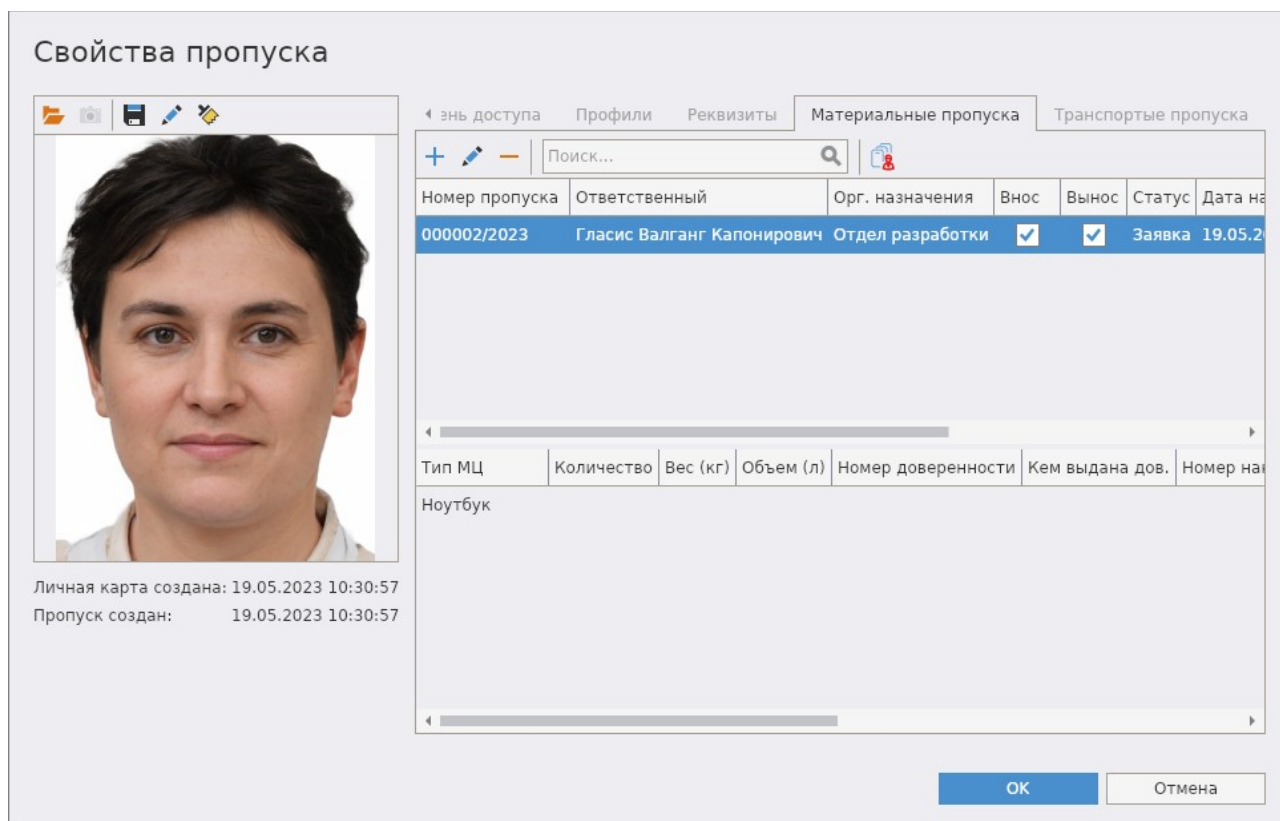 Свойства пропуска
знь доступа Профили Реквизиты Материальные пропуска Транспортые пропуска
Поиск...
Номер пропуска Ответственный Орг. назначения Внос Вынос Статус Дата на
000002/2023 Гласис Валганг Капонирович Отдел разработки Заявка 19.05.2
Тип МЦ Количество Вес (кг) Объем (л) Номер доверенности Кем выдана дов. Номер на
Ноутбук
Личная карта создана: 19.05.2023 10:30:57
Пропуск создан: 19.05.2023 10:30:57
ОК Отмена